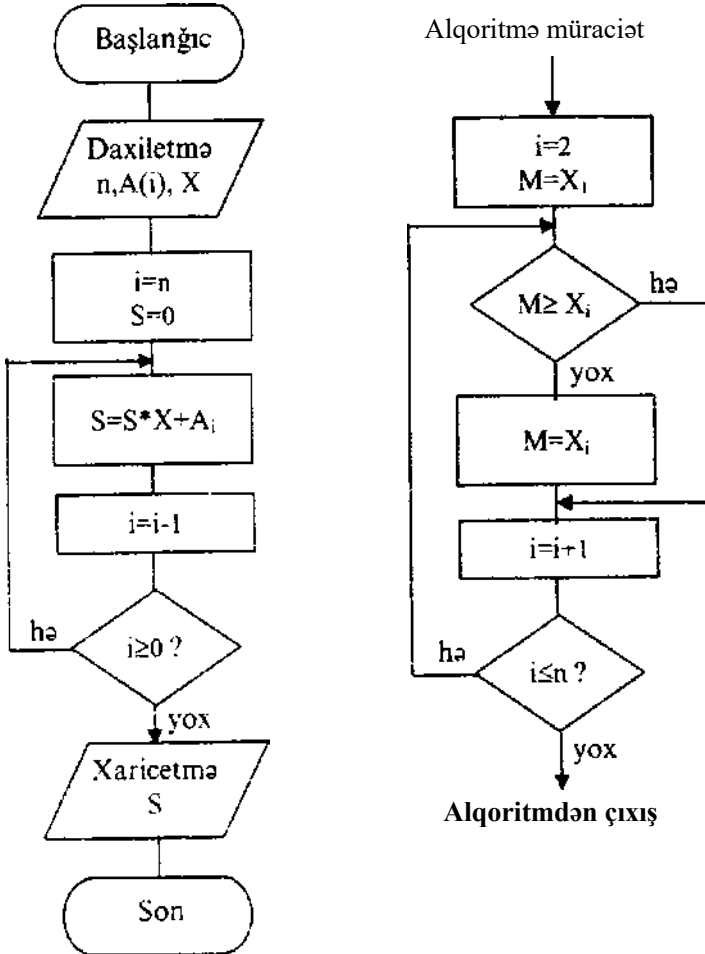 Başlanğıc
Daxiletmə
n,A(i), X
i=n
S=0
S=S*X+Aᵢ
i=i-1
i≥0 ?
hə
yox
Xaricetmə
S
Son
Alqoritmə müraciət
i=2
M=X₁
M≥ Xᵢ
hə
yox
M=Xᵢ
i=i+1
i≤n ?
hə
yox
Alqoritmdən çıxış